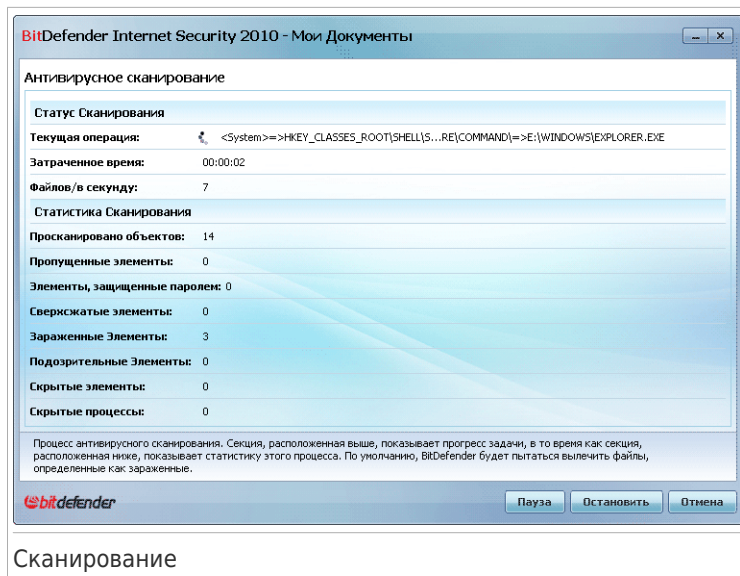 BitDefender Internet Security 2010 - Мои Документы
Антивирусное сканирование
Статус Сканирования
Текущая операция: <System>=>HKEY_CLASSES_ROOT\SHELL\S...RE\COMMAND\=>E:\WINDOWS\EXPLORER.EXE
Затраченное время: 00:00:02
Файлов/в секунду: 7
Статистика Сканирования
Просканировано объектов: 14
Пропущенные элементы: 0
Элементы, защищенные паролем: 0
Сверхсжатые элементы: 0
Зараженные Элементы: 3
Подозрительные Элементы: 0
Скрытые элементы: 0
Скрытые процессы: 0
Процесс антивирусного сканирования. Секция, расположенная выше, показывает прогресс задачи, в то время как секция,
расположенная ниже, показывает статистику этого процесса. По умолчанию, BitDefender будет пытаться вылечить файлы,
определенные как зараженные.
bitdefender Пауза Остановить Отмена
Сканирование